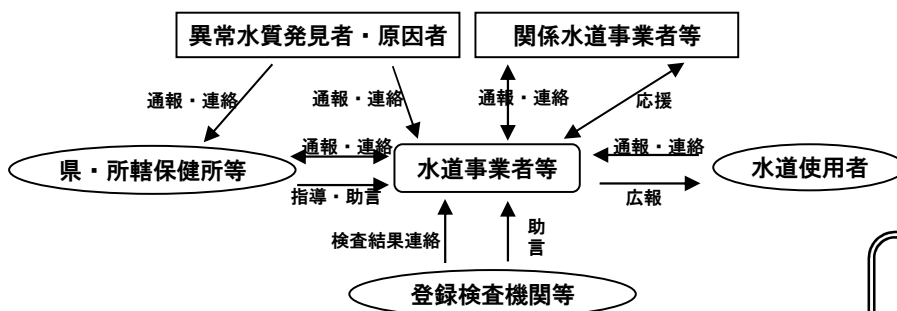 異常水質発見者・原因者
関係水道事業者等
通報・連絡
通報・連絡
通報・連絡
応援
通報・連絡
通報・連絡
県・所轄保健所等
水道事業者等
水道使用者
指導・助言
広報
検査結果連絡
助
言
登録検査機関等